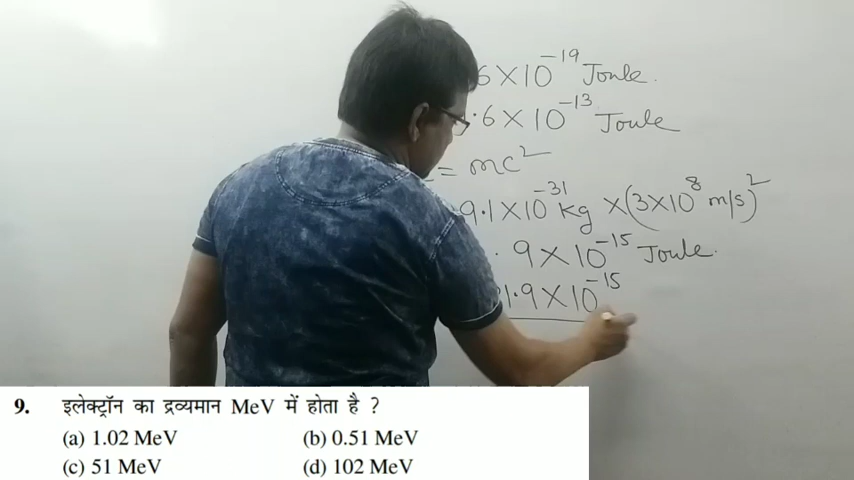 6×10⁻¹⁹ Joule.
.6×10⁻¹³ Joule
= mc²
9.1×10⁻³¹ Kg ×(3×10⁸ m/s)²
. 9×10⁻¹⁵ Joule.
1.9×10⁻¹⁵
9. इलेक्ट्रॉन का द्रव्यमान MeV में होता है ?
(a) 1.02 MeV (b) 0.51 MeV
(c) 51 MeV (d) 102 MeV